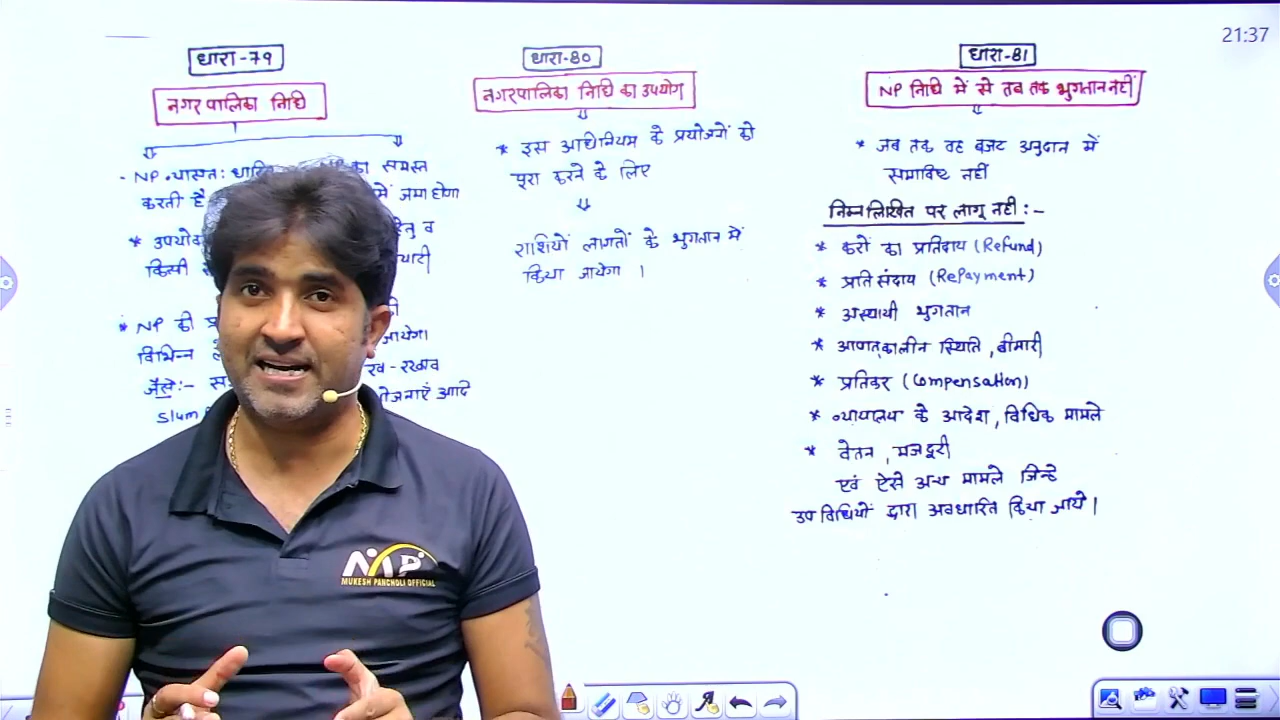 21:37
धारा-79
नगरपालिका निधि
- NP न्यासतः का समस्त
करती है में जमा होगा
* उपयो व
किसी
* NP की
विभिन्न जायेगा।
जैसे:- रख-रखाव
Slum आदि
धारा-80
नगरपालिका निधि का उपयोग
* इस अधिनियम के प्रयोजनों को
पूरा करने के लिए
राशियों लागतों के भुगतान में
किया जायेगा ।
धारा-81
NP निधि में से तब तक भुगतान नहीं
* जब तक वह बजट अनुदान में
समाविष्ट नहीं
निम्नलिखित पर लागू नहीं :-
* करों का प्रतिदाय (Refund)
* प्रतिसंदाय (Repayment)
* अस्थायी भुगतान
* आपातकालीन स्थिति, बीमारी
* प्रतिकर (Compensation)
* न्यायालय के आदेश, विधिक मामले
* वेतन, मजदूरी
एवं ऐसे अन्य मामले जिन्हे
उपविधियों द्वारा अवधारित किया जाये।
MP
MUKESH PANCHOLI OFFICIAL